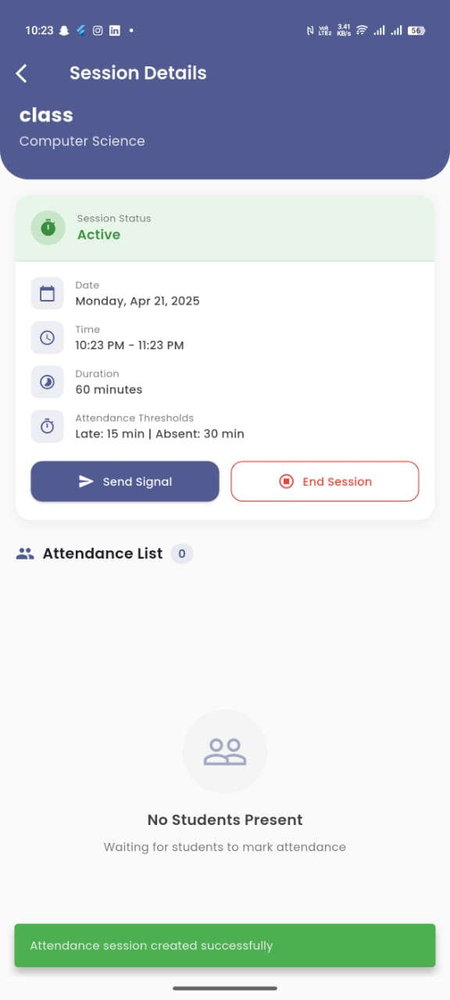 10:23 Vo) LTE2 3.41 KB/s 56
Session Details
class
Computer Science
Session Status
Active
Date
Monday, Apr 21, 2025
Time
10:23 PM - 11:23 PM
Duration
60 minutes
Attendance Thresholds
Late: 15 min | Absent: 30 min
Send Signal
End Session
Attendance List 0
No Students Present
Waiting for students to mark attendance
Attendance session created successfully